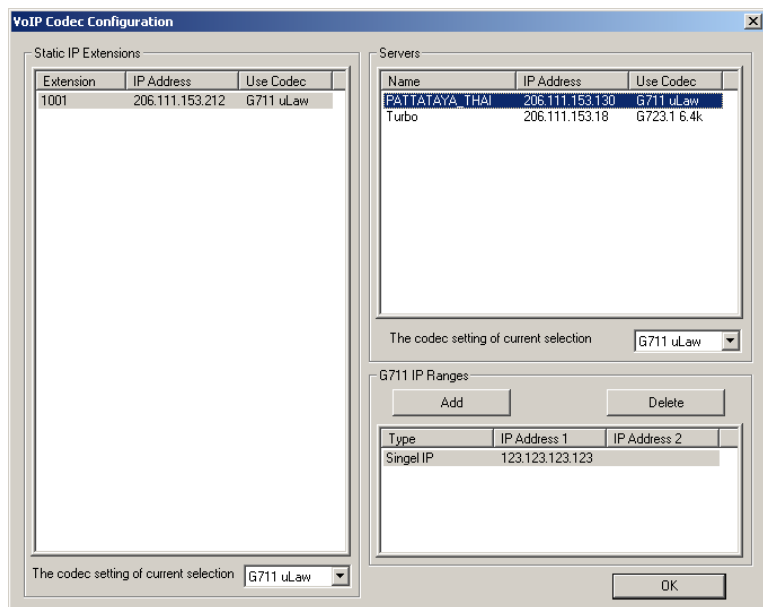 VoIP Codec Configuration
Static IP Extensions
Extension IP Address Use Codec
1001 206.111.153.212 G711 uLaw
The codec setting of current selection G711 uLaw
Servers
Name IP Address Use Codec
PATTATAYA_THAI 206.111.153.130 G711 uLaw
Turbo 206.111.153.18 G723.1 6.4k
The codec setting of current selection G711 uLaw
G711 IP Ranges
Add Delete
Type IP Address 1 IP Address 2
Singel IP 123.123.123.123
OK